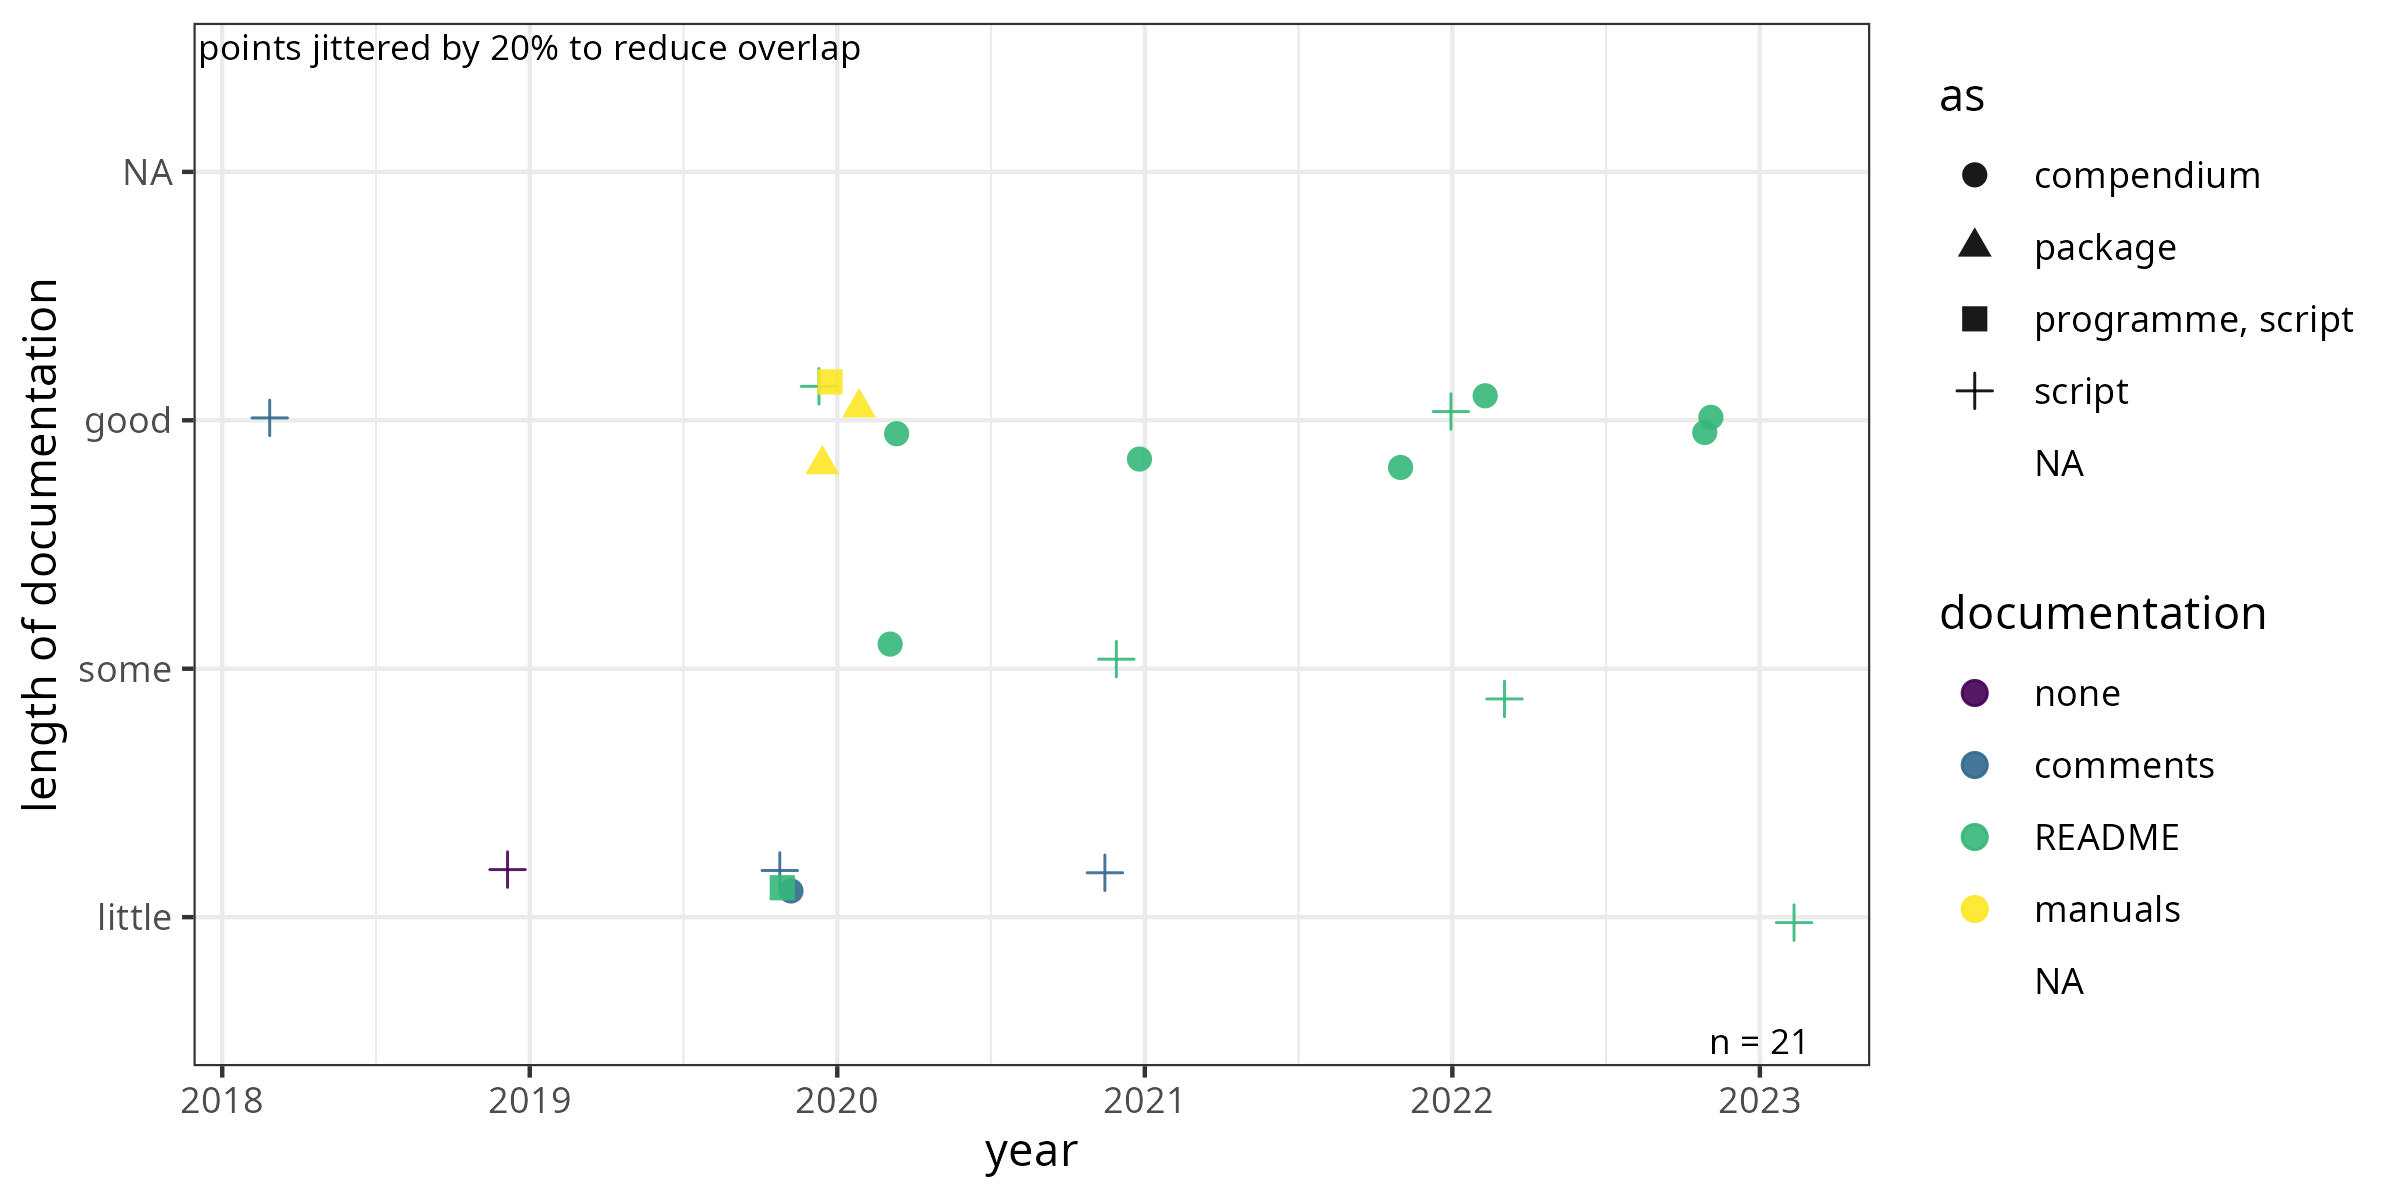 points jittered by 20% to reduce overlap
length of documentation
NA
good
some
little
n = 21
2018 2019 2020 2021 2022 2023
year
as
compendium
package
programme, script
script
NA
documentation
none
comments
README
manuals
NA